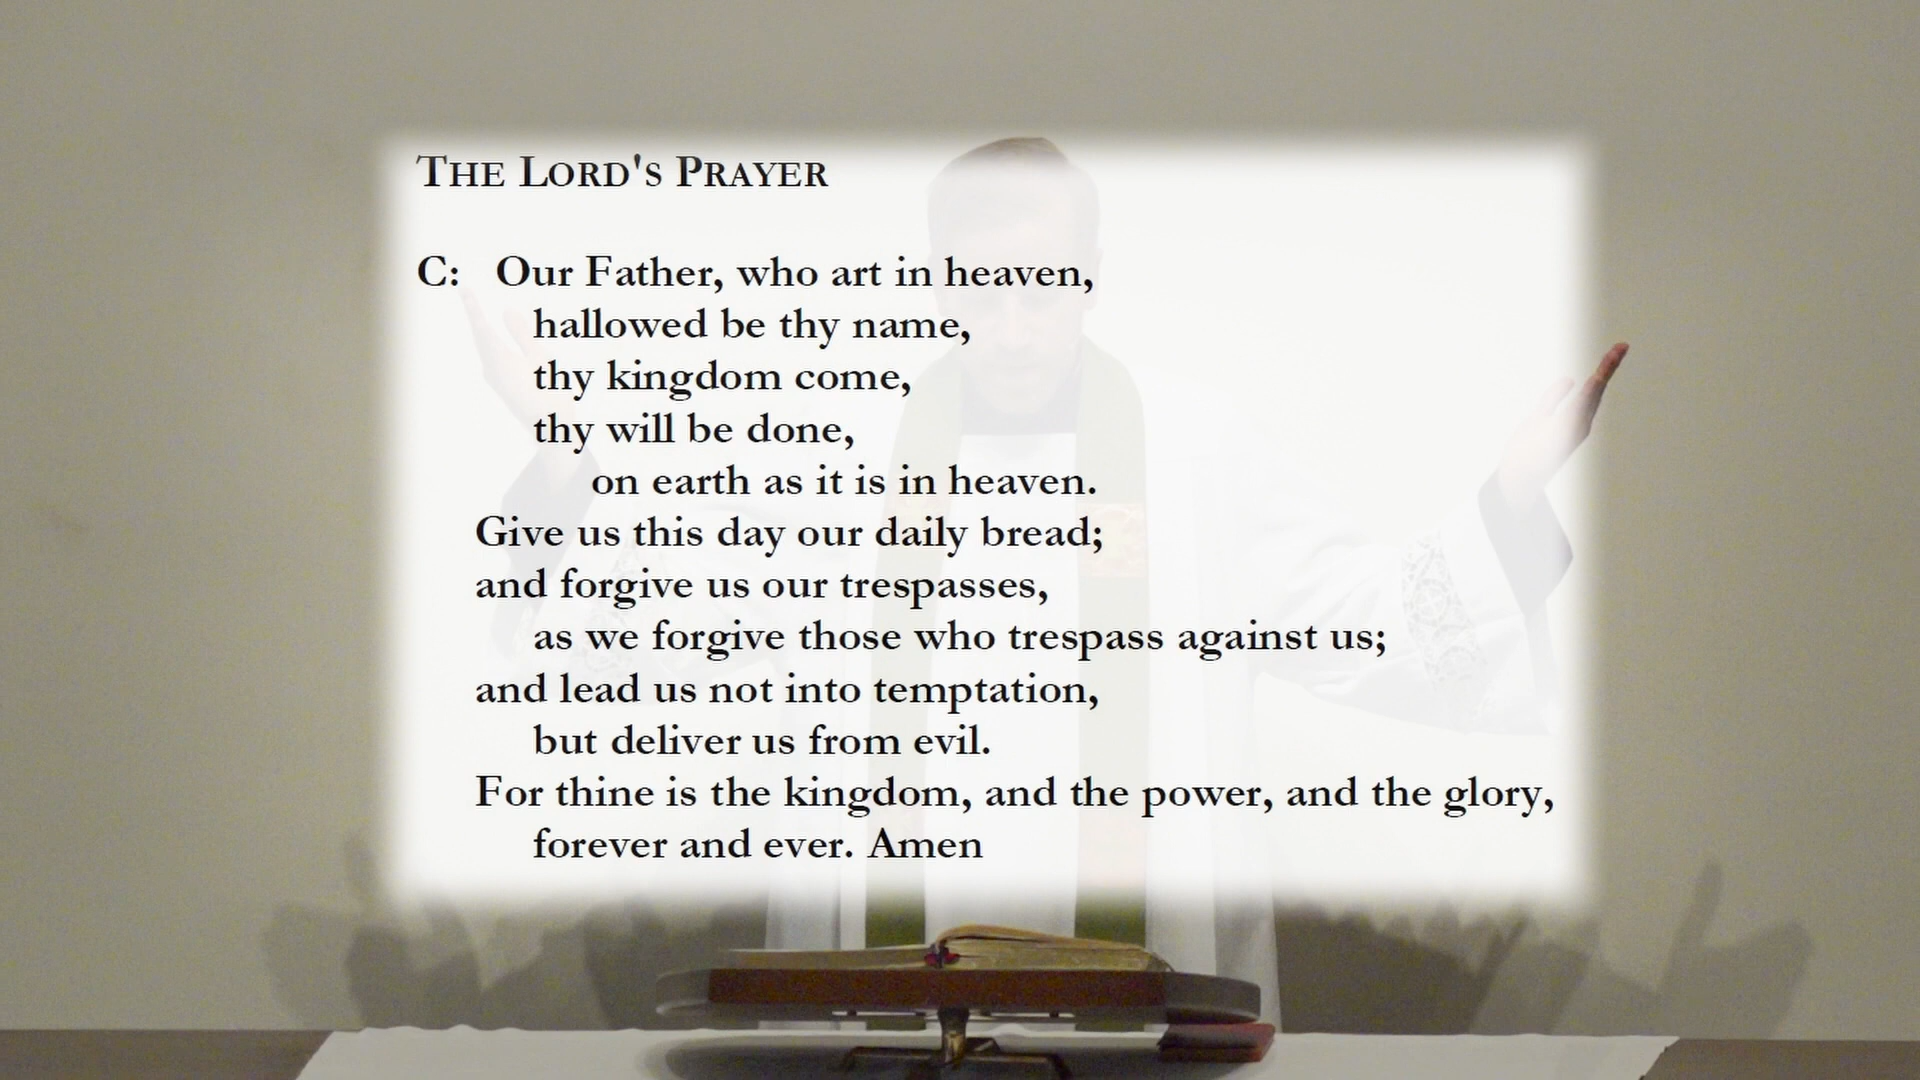 THE LORD'S PRAYER
C: Our Father, who art in heaven,
hallowed be thy name,
thy kingdom come,
thy will be done,
on earth as it is in heaven.
Give us this day our daily bread;
and forgive us our trespasses,
as we forgive those who trespass against us;
and lead us not into temptation,
but deliver us from evil.
For thine is the kingdom, and the power, and the glory,
forever and ever. Amen